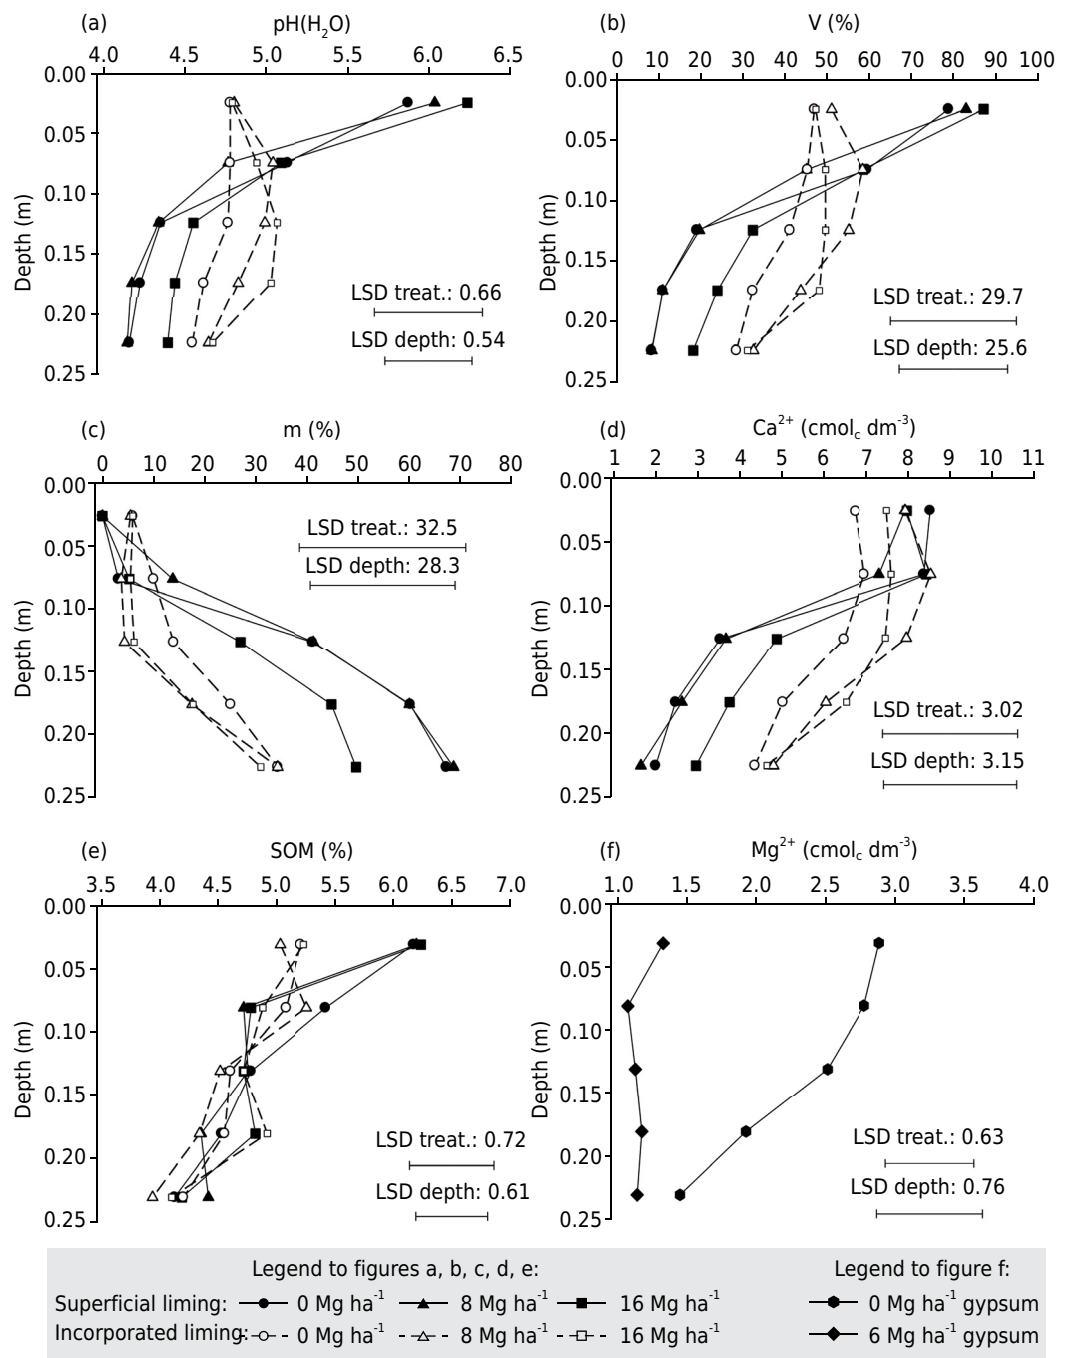 (a) pH(H₂O)
4.0 4.5 5.0 5.5 6.0 6.5
0.00
0.05
0.10
0.15
0.20
0.25
Depth (m)
LSD treat.: 0.66
LSD depth: 0.54
(b) V (%)
0 10 20 30 40 50 60 70 80 90 100
0.00
0.05
0.10
0.15
0.20
0.25
Depth (m)
LSD treat.: 29.7
LSD depth: 25.6
(c) m (%)
0 10 20 30 40 50 60 70 80
0.00
0.05
0.10
0.15
0.20
0.25
Depth (m)
LSD treat.: 32.5
LSD depth: 28.3
(d) Ca²⁺ (cmol_c dm⁻³)
1 2 3 4 5 6 7 8 9 10 11
0.00
0.05
0.10
0.15
0.20
0.25
Depth (m)
LSD treat.: 3.02
LSD depth: 3.15
(e) SOM (%)
3.5 4.0 4.5 5.0 5.5 6.0 6.5 7.0
0.00
0.05
0.10
0.15
0.20
0.25
Depth (m)
LSD treat.: 0.72
LSD depth: 0.61
(f) Mg²⁺ (cmol_c dm⁻³)
1.0 1.5 2.0 2.5 3.0 3.5 4.0
0.00
0.05
0.10
0.15
0.20
0.25
Depth (m)
LSD treat.: 0.63
LSD depth: 0.76
Legend to figures a, b, c, d, e:
Superficial liming: 0 Mg ha⁻¹ 8 Mg ha⁻¹ 16 Mg ha⁻¹
Incorporated liming: 0 Mg ha⁻¹ 8 Mg ha⁻¹ 16 Mg ha⁻¹
Legend to figure f:
0 Mg ha⁻¹ gypsum
6 Mg ha⁻¹ gypsum